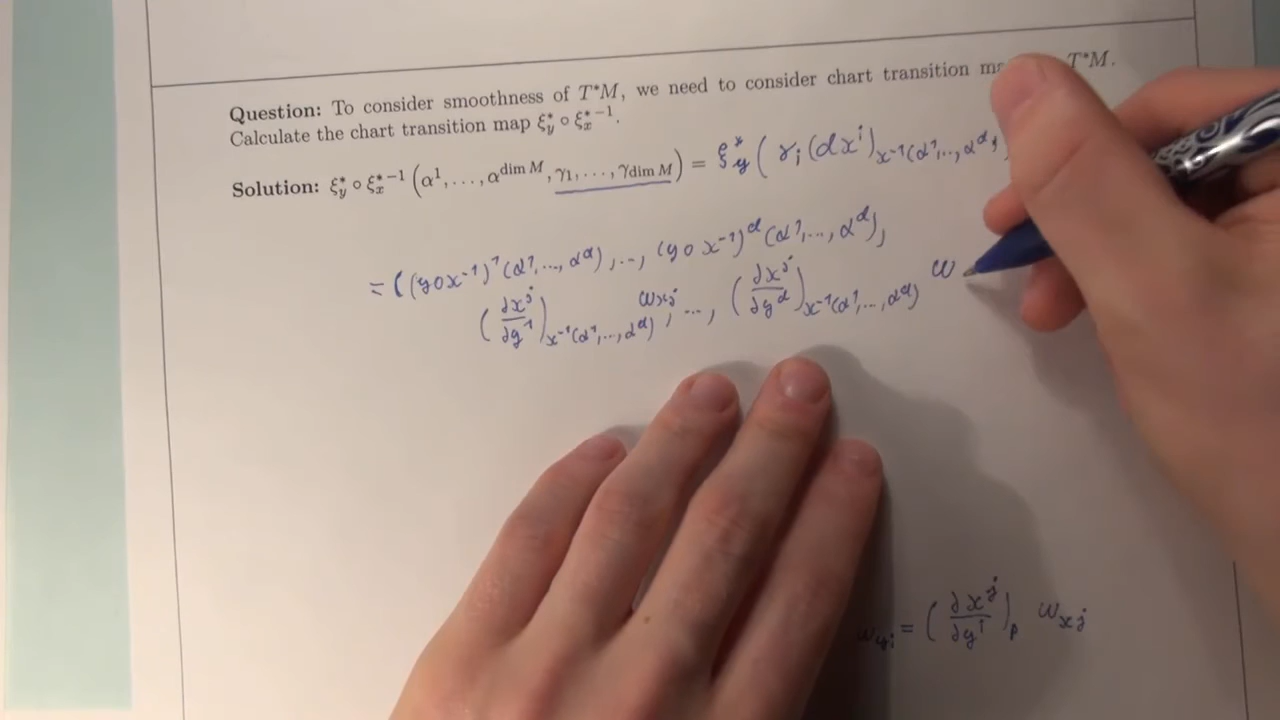 Question: To consider smoothness of T*M, we need to consider chart transition T*M.
Calculate the chart transition map ξ*_y ∘ ξ*_x^{-1}.
Solution: ξ*_y ∘ ξ*_x^{-1} (α^1, …, α^{dim M}, γ_1, …, γ_{dim M}) = ξ*_y ( γ_i (dx^i)_{x^{-1}(α^1, …, α^d)}
= ((y∘x^{-1})^1 (α^1, …, α^d), …, (y∘x^{-1})^d (α^1, …, α^d),
(∂x^j/∂y^1)_{x^{-1}(α^1, …, α^d)} ω_{xj}, …, (∂x^j/∂y^d)_{x^{-1}(α^1, …, α^d)} ω
ω_{yi} = (∂x^j/∂y^i)_p ω_{xj}